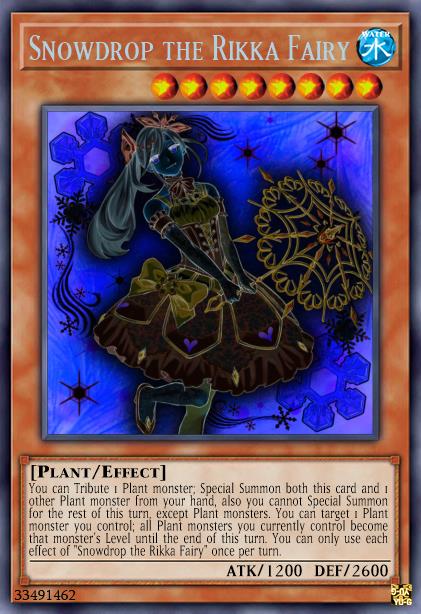 Snowdrop the Rikka Fairy
WATER
水
[Plant/Effect]
You can Tribute 1 Plant monster; Special Summon both this card and 1
other Plant monster from your hand, also you cannot Special Summon
for the rest of this turn, except Plant monsters. You can target 1 Plant
monster you control; all Plant monsters you currently control become
that monster's Level until the end of this turn. You can only use each
effect of "Snowdrop the Rikka Fairy" once per turn.
ATK/1200 DEF/2600
33491462